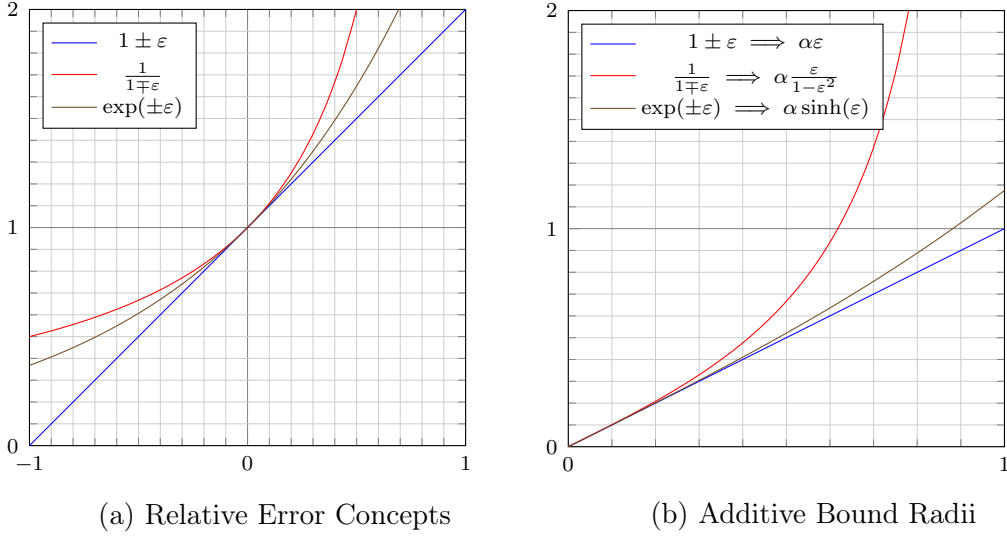 2
1 ± ε
1/(1∓ε)
exp(±ε)
1
0
−1
0
1
(a) Relative Error Concepts
2
1 ± ε ⟹ αε
1/(1∓ε) ⟹ α ε/(1−ε²)
exp(±ε) ⟹ α sinh(ε)
1
0
0
1
(b) Additive Bound Radii